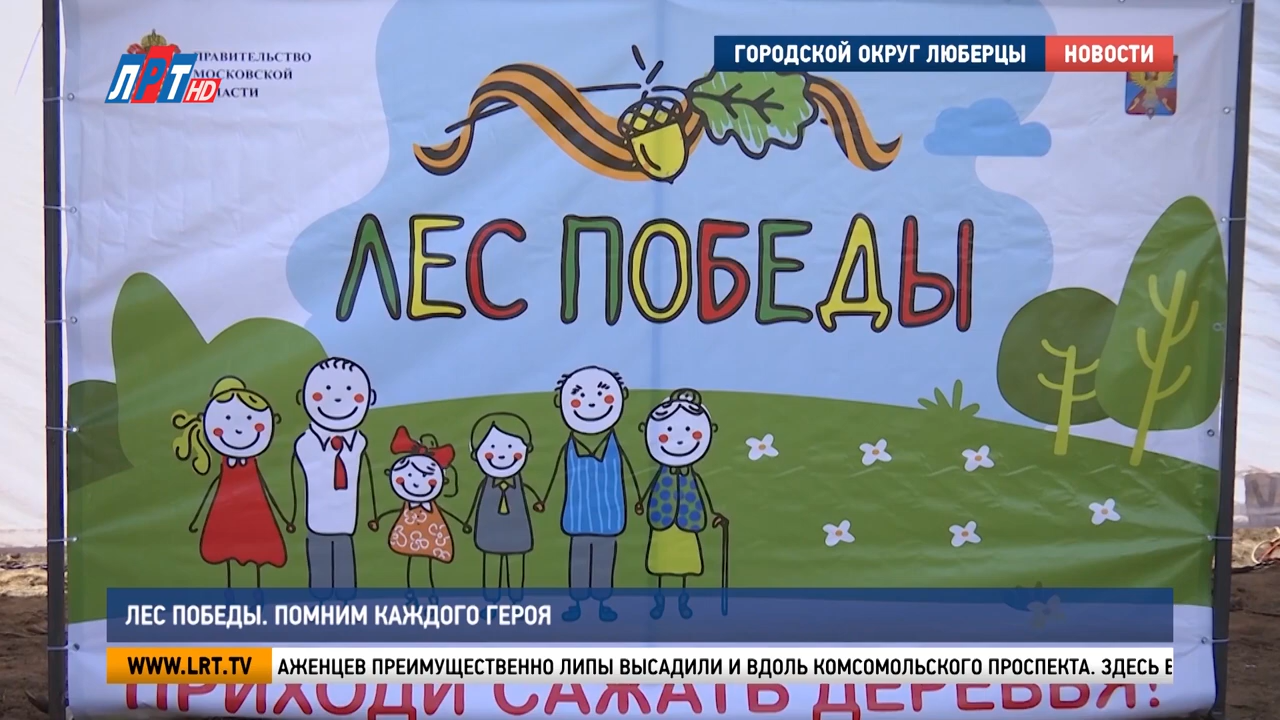 ПРАВИТЕЛЬСТВО
МОСКОВСКОЙ
ЛРТ HD
ГОРОДСКОЙ ОКРУГ ЛЮБЕРЦЫ НОВОСТИ
ЛЕС ПОБЕДЫ
ЛЕС ПОБЕДЫ. ПОМНИМ КАЖДОГО ГЕРОЯ
WWW.LRT.TV АЖЕНЦЕВ ПРЕИМУЩЕСТВЕННО ЛИПЫ ВЫСАДИЛИ И ВДОЛЬ КОМСОМОЛЬСКОГО ПРОСПЕКТА. ЗДЕСЬ В
ПРИХОДИ САЖАТЬ ДЕРЕВЬЯ!